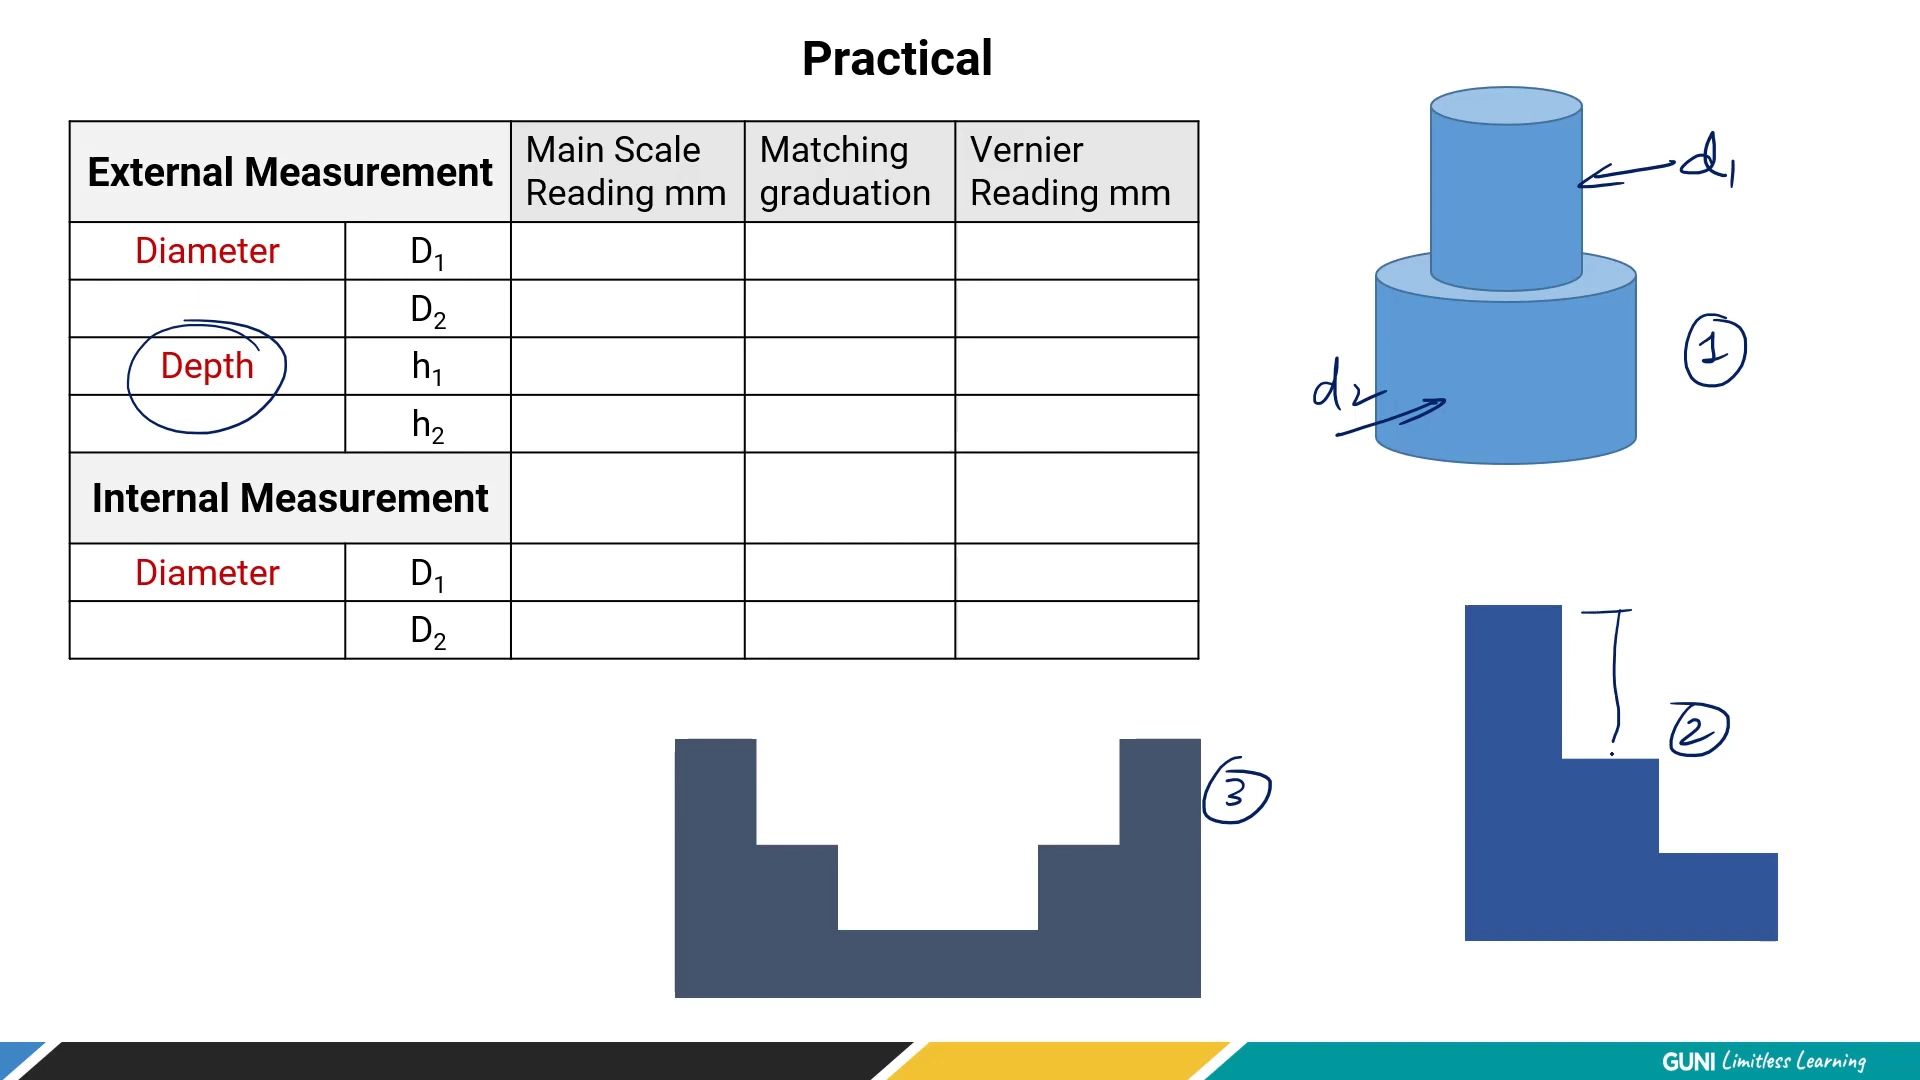 Practical
External Measurement
Main Scale
Reading mm
Matching
graduation
Vernier
Reading mm
Diameter
D1
D2
Depth
h1
h2
Internal Measurement
Diameter
D1
D2
d1
d2
1
2
3
GUNI Limitless Learning